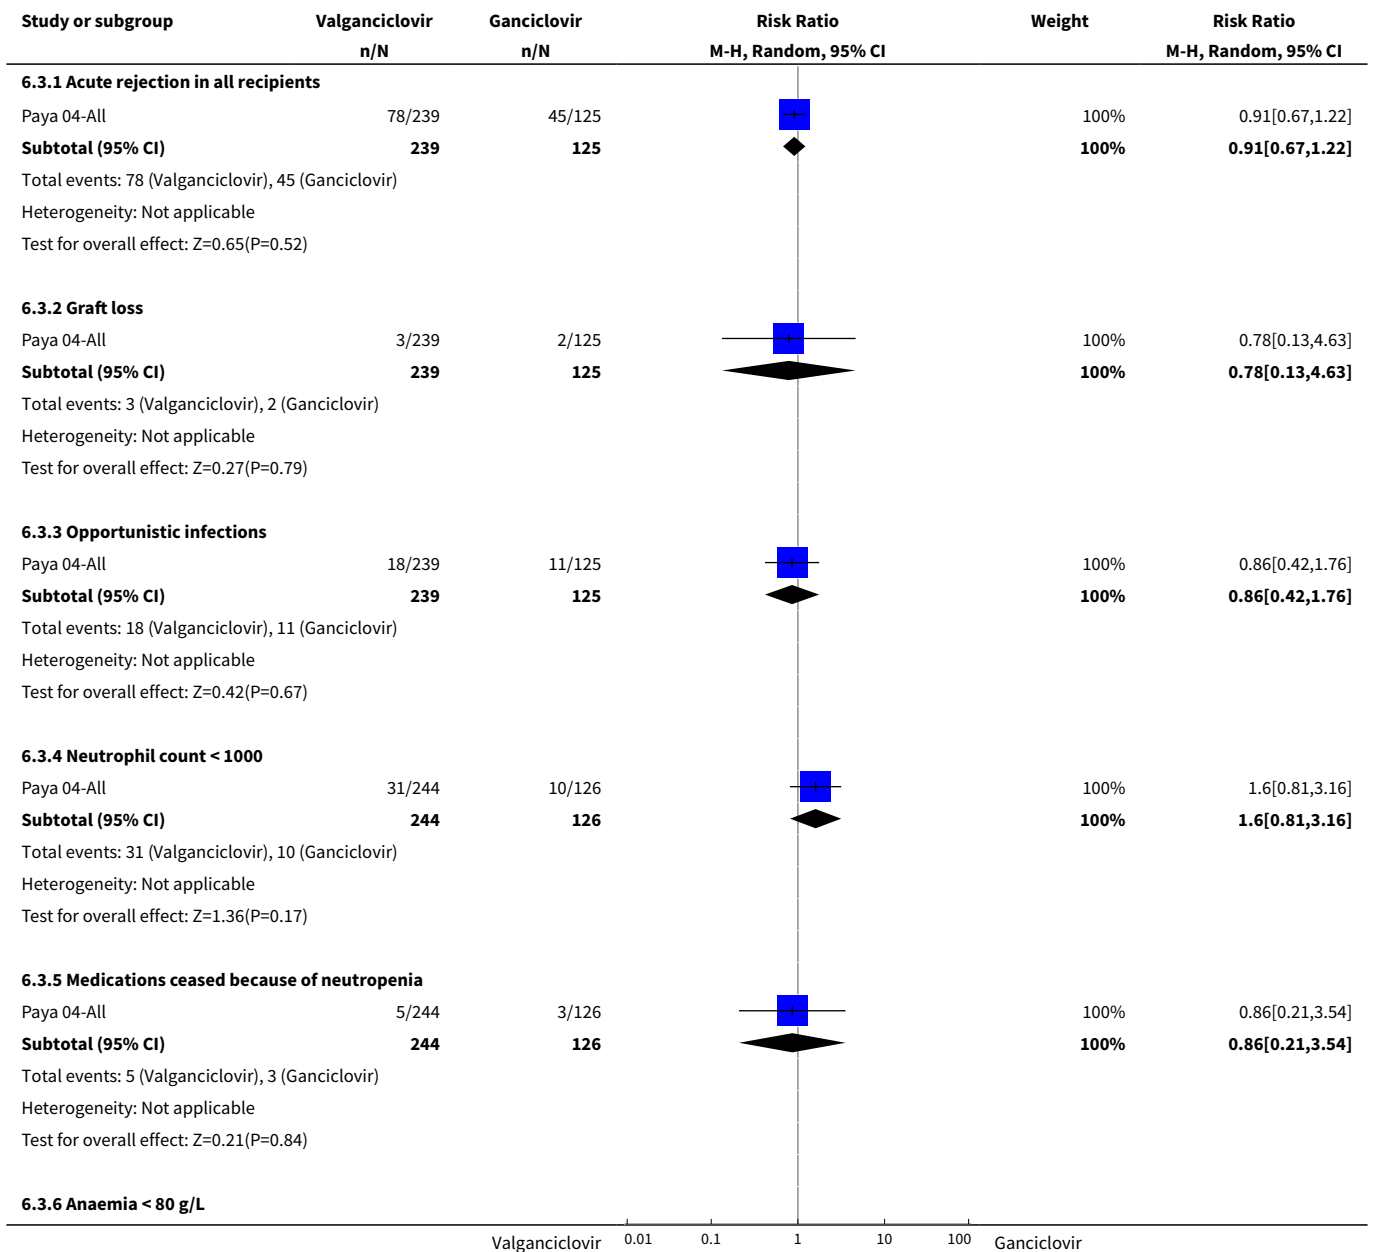 Study or subgroup Valganciclovir Ganciclovir Risk Ratio Weight Risk Ratio
n/N n/N M-H, Random, 95% CI M-H, Random, 95% CI
6.3.1 Acute rejection in all recipients
Paya 04-All 78/239 45/125 100% 0.91[0.67,1.22]
Subtotal (95% CI) 239 125 100% 0.91[0.67,1.22]
Total events: 78 (Valganciclovir), 45 (Ganciclovir)
Heterogeneity: Not applicable
Test for overall effect: Z=0.65(P=0.52)
6.3.2 Graft loss
Paya 04-All 3/239 2/125 100% 0.78[0.13,4.63]
Subtotal (95% CI) 239 125 100% 0.78[0.13,4.63]
Total events: 3 (Valganciclovir), 2 (Ganciclovir)
Heterogeneity: Not applicable
Test for overall effect: Z=0.27(P=0.79)
6.3.3 Opportunistic infections
Paya 04-All 18/239 11/125 100% 0.86[0.42,1.76]
Subtotal (95% CI) 239 125 100% 0.86[0.42,1.76]
Total events: 18 (Valganciclovir), 11 (Ganciclovir)
Heterogeneity: Not applicable
Test for overall effect: Z=0.42(P=0.67)
6.3.4 Neutrophil count < 1000
Paya 04-All 31/244 10/126 100% 1.6[0.81,3.16]
Subtotal (95% CI) 244 126 100% 1.6[0.81,3.16]
Total events: 31 (Valganciclovir), 10 (Ganciclovir)
Heterogeneity: Not applicable
Test for overall effect: Z=1.36(P=0.17)
6.3.5 Medications ceased because of neutropenia
Paya 04-All 5/244 3/126 100% 0.86[0.21,3.54]
Subtotal (95% CI) 244 126 100% 0.86[0.21,3.54]
Total events: 5 (Valganciclovir), 3 (Ganciclovir)
Heterogeneity: Not applicable
Test for overall effect: Z=0.21(P=0.84)
6.3.6 Anaemia < 80 g/L
Valganciclovir 0.01 0.1 1 10 100 Ganciclovir